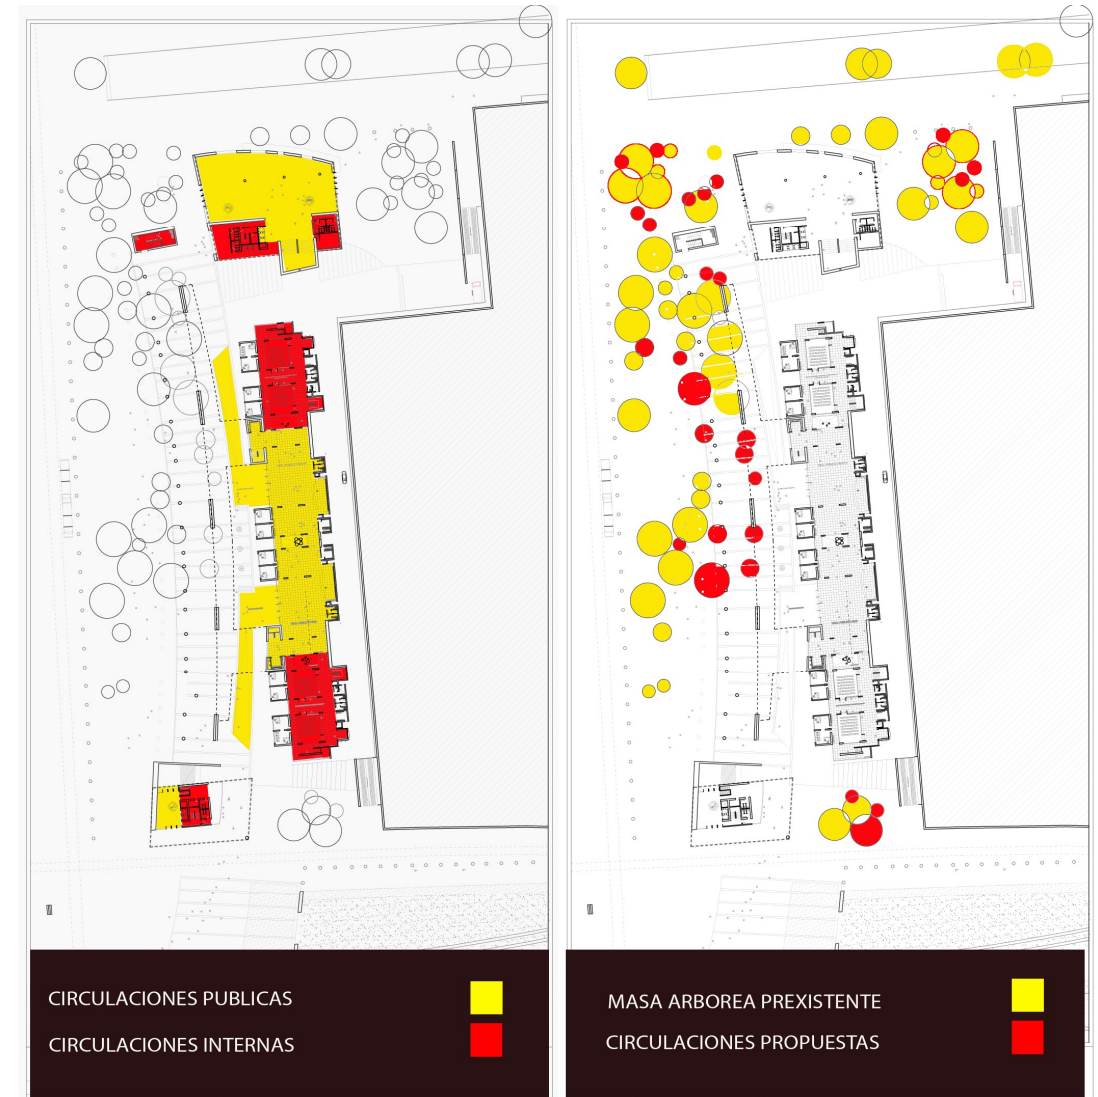 CIRCULACIONES PUBLICAS
CIRCULACIONES INTERNAS
MASA ARBOREA PREXISTENTE
CIRCULACIONES PROPUESTAS